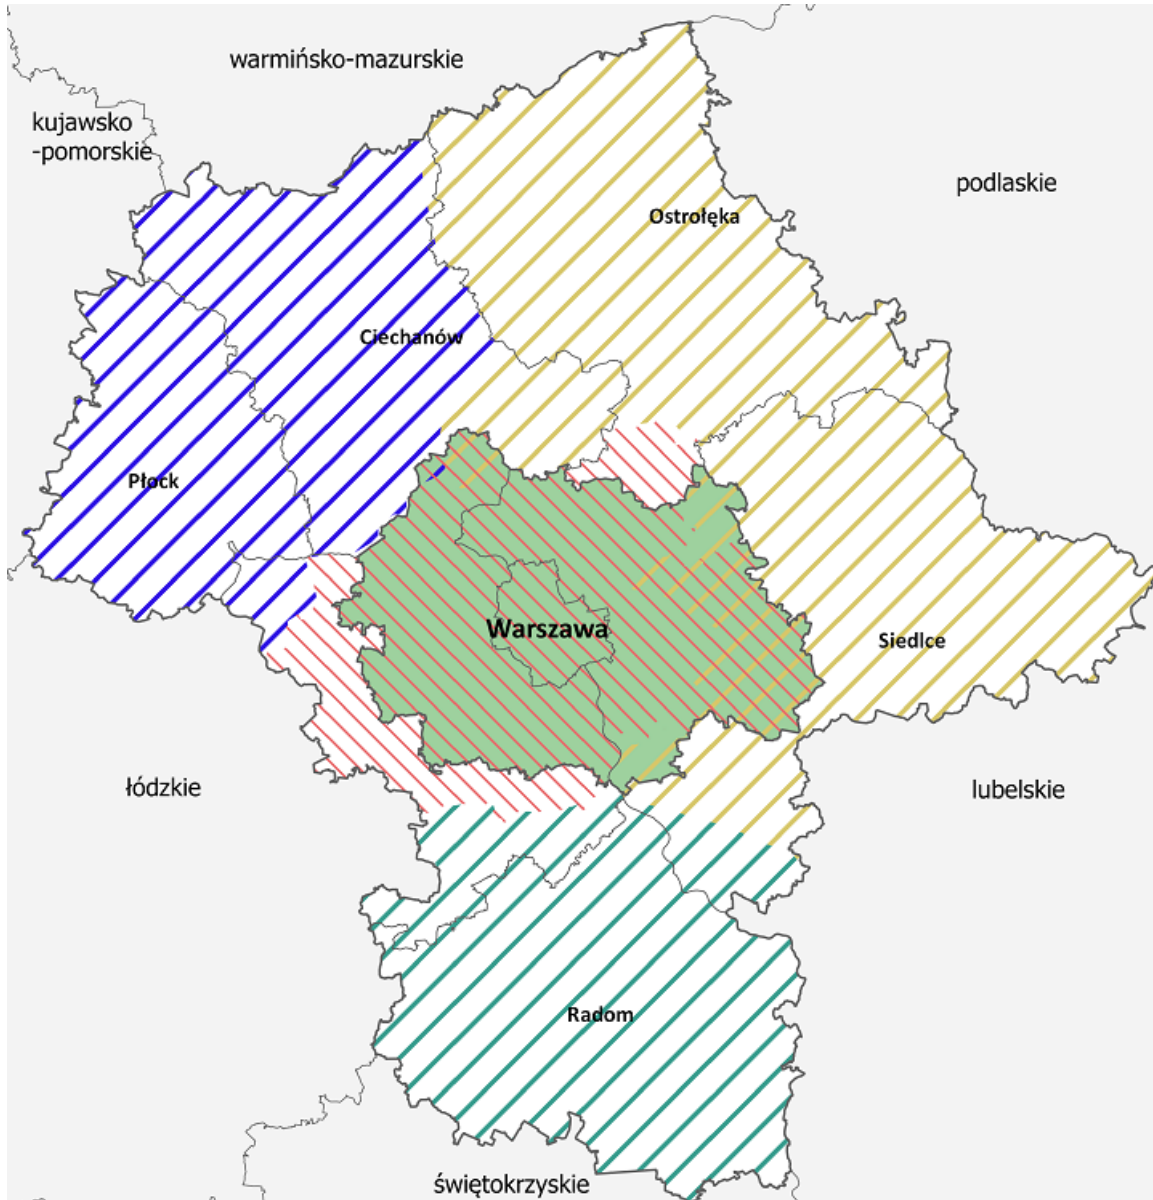 warmińsko-mazurskie
kujawsko
-pomorskie
podlaskie
Ostrołęka
Ciechanów
Płock
Warszawa
Siedlce
łódzkie
lubelskie
Radom
świętokrzyskie